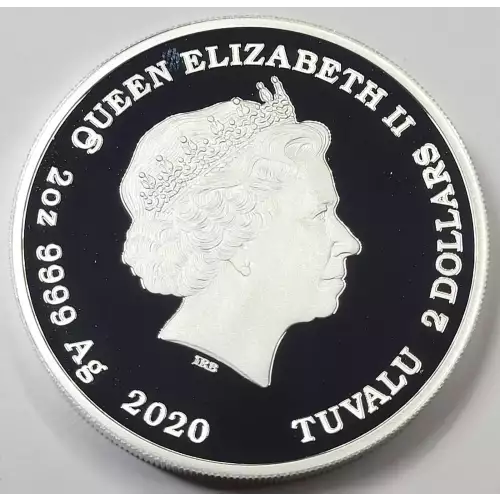 QUEEN ELIZABETH II
2oz 9999 Ag 2020
TUVALU 2 DOLLARS
IRB